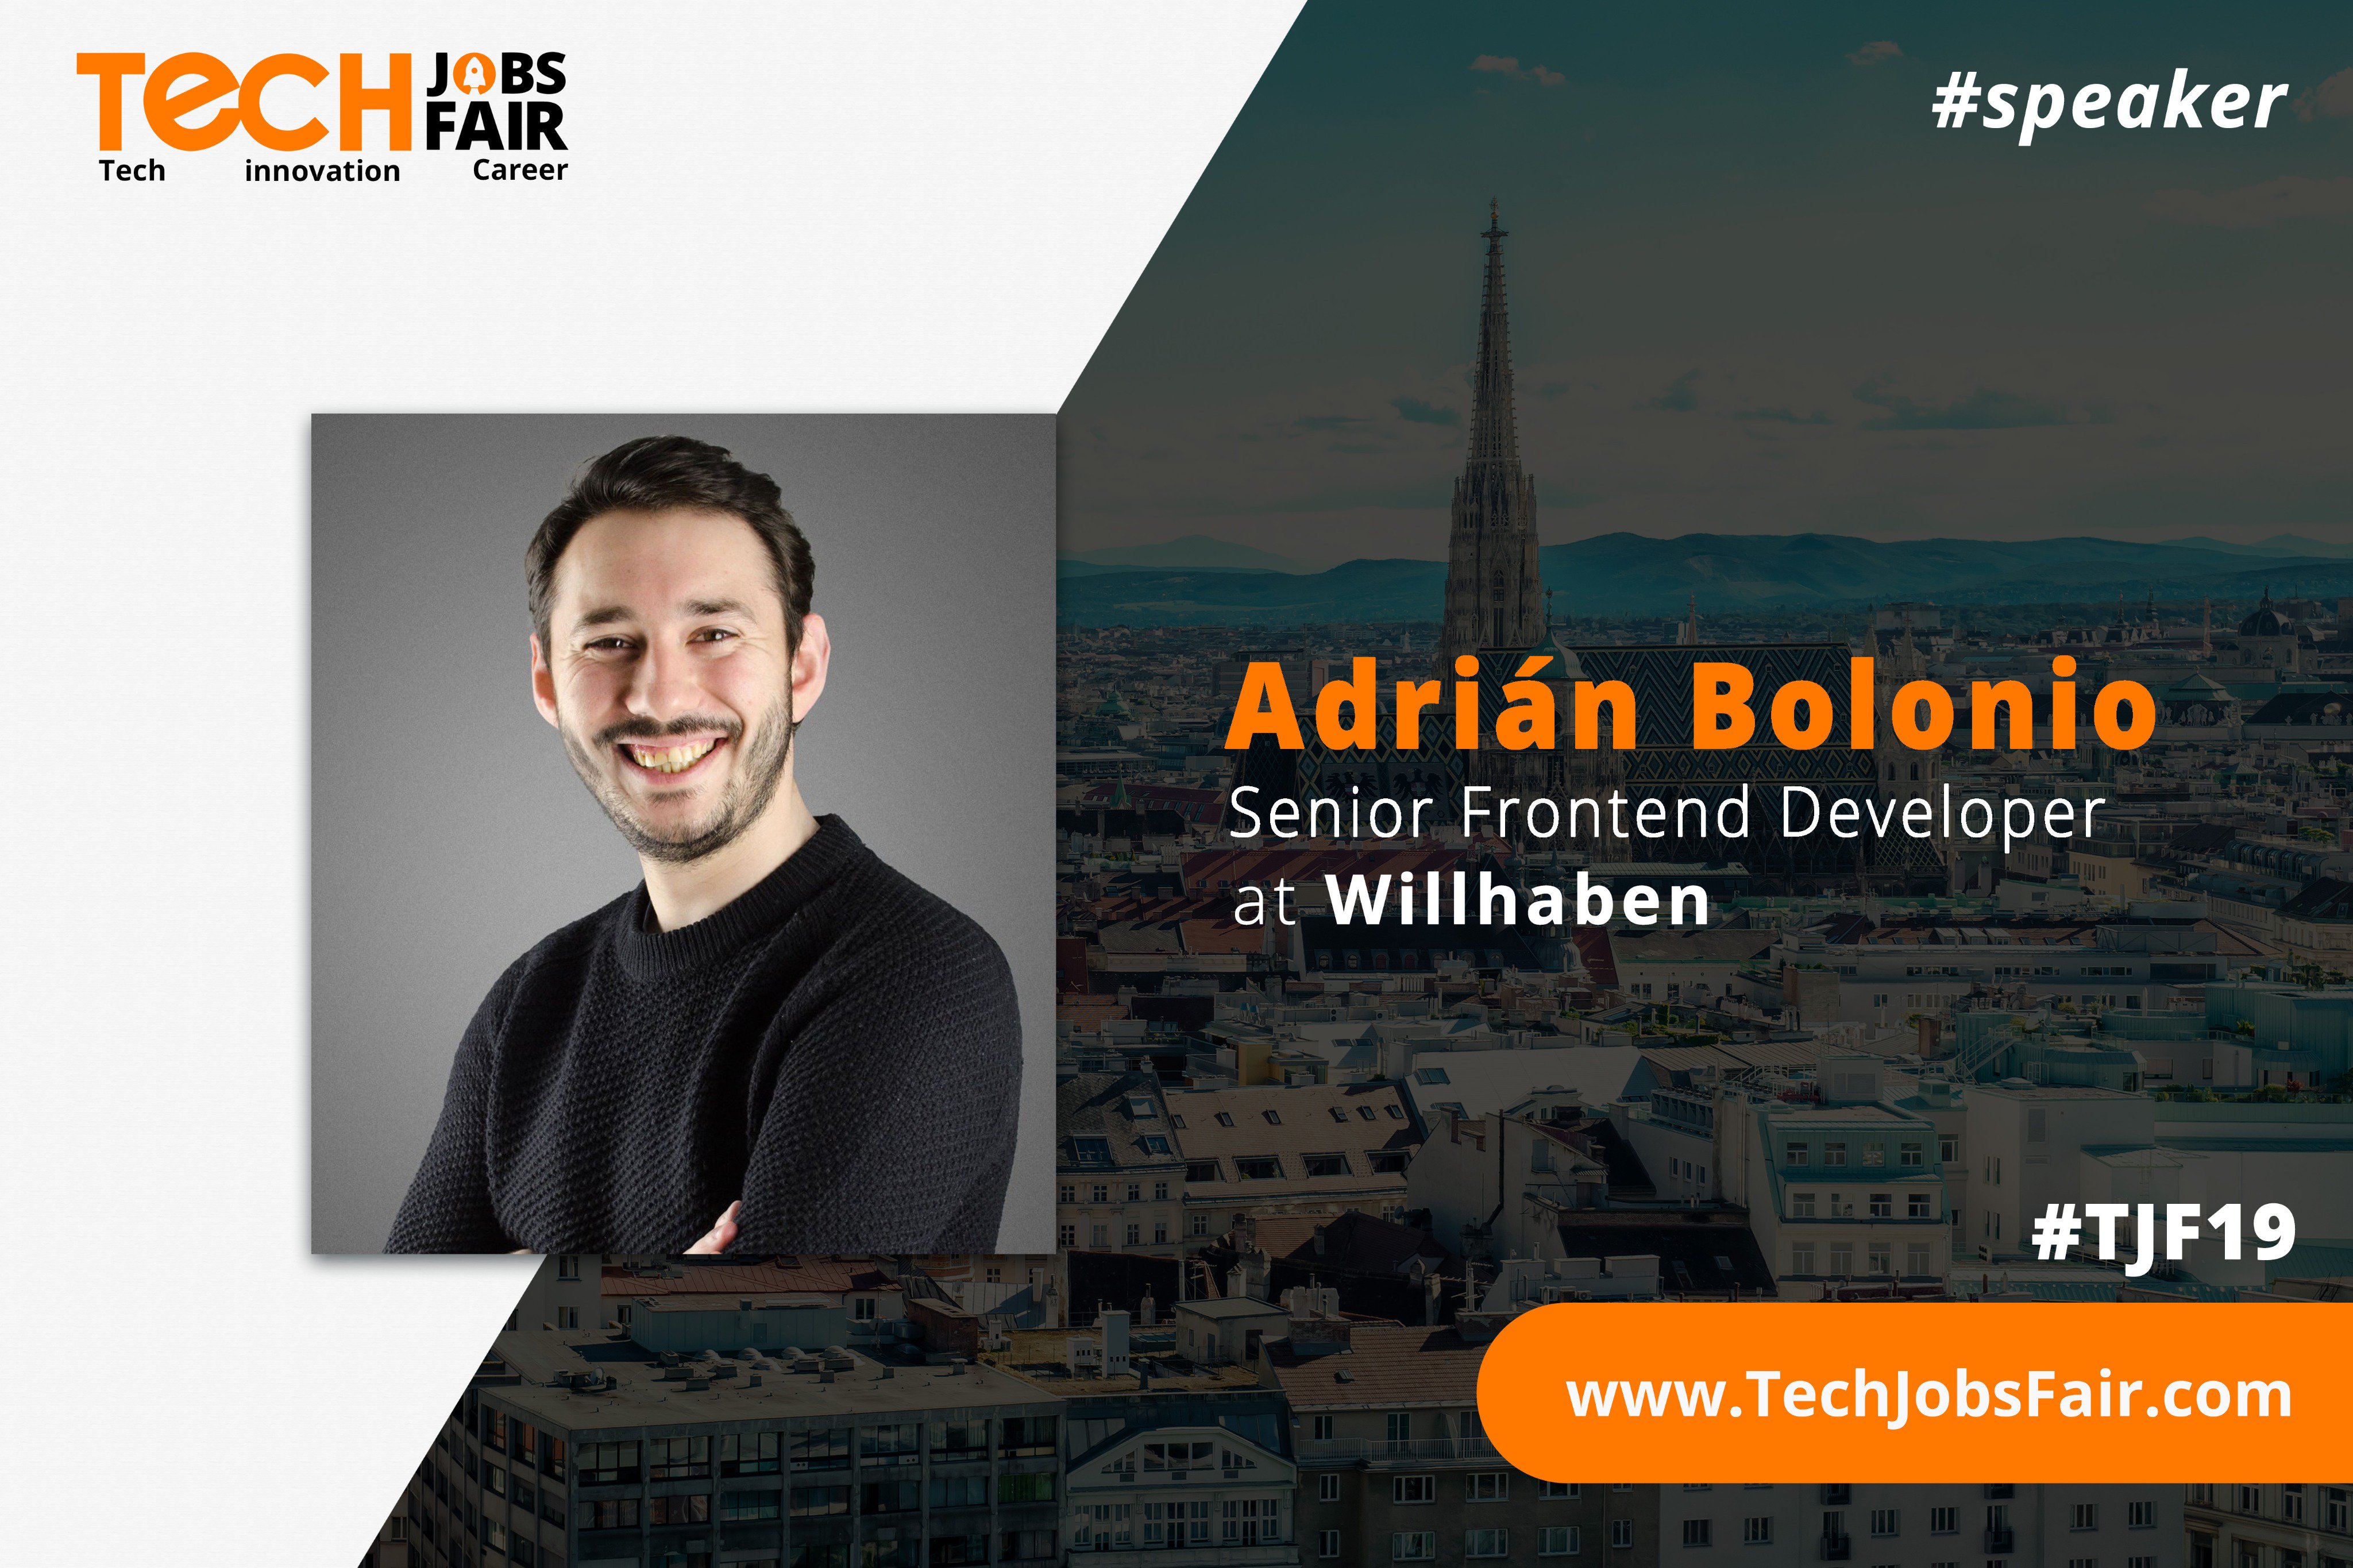 TECH JOBS
FAIR
Tech innovation Career
#speaker
Adrián Bolonio
Senior Frontend Developer
at Willhaben
#TJF19
www.TechJobsFair.com